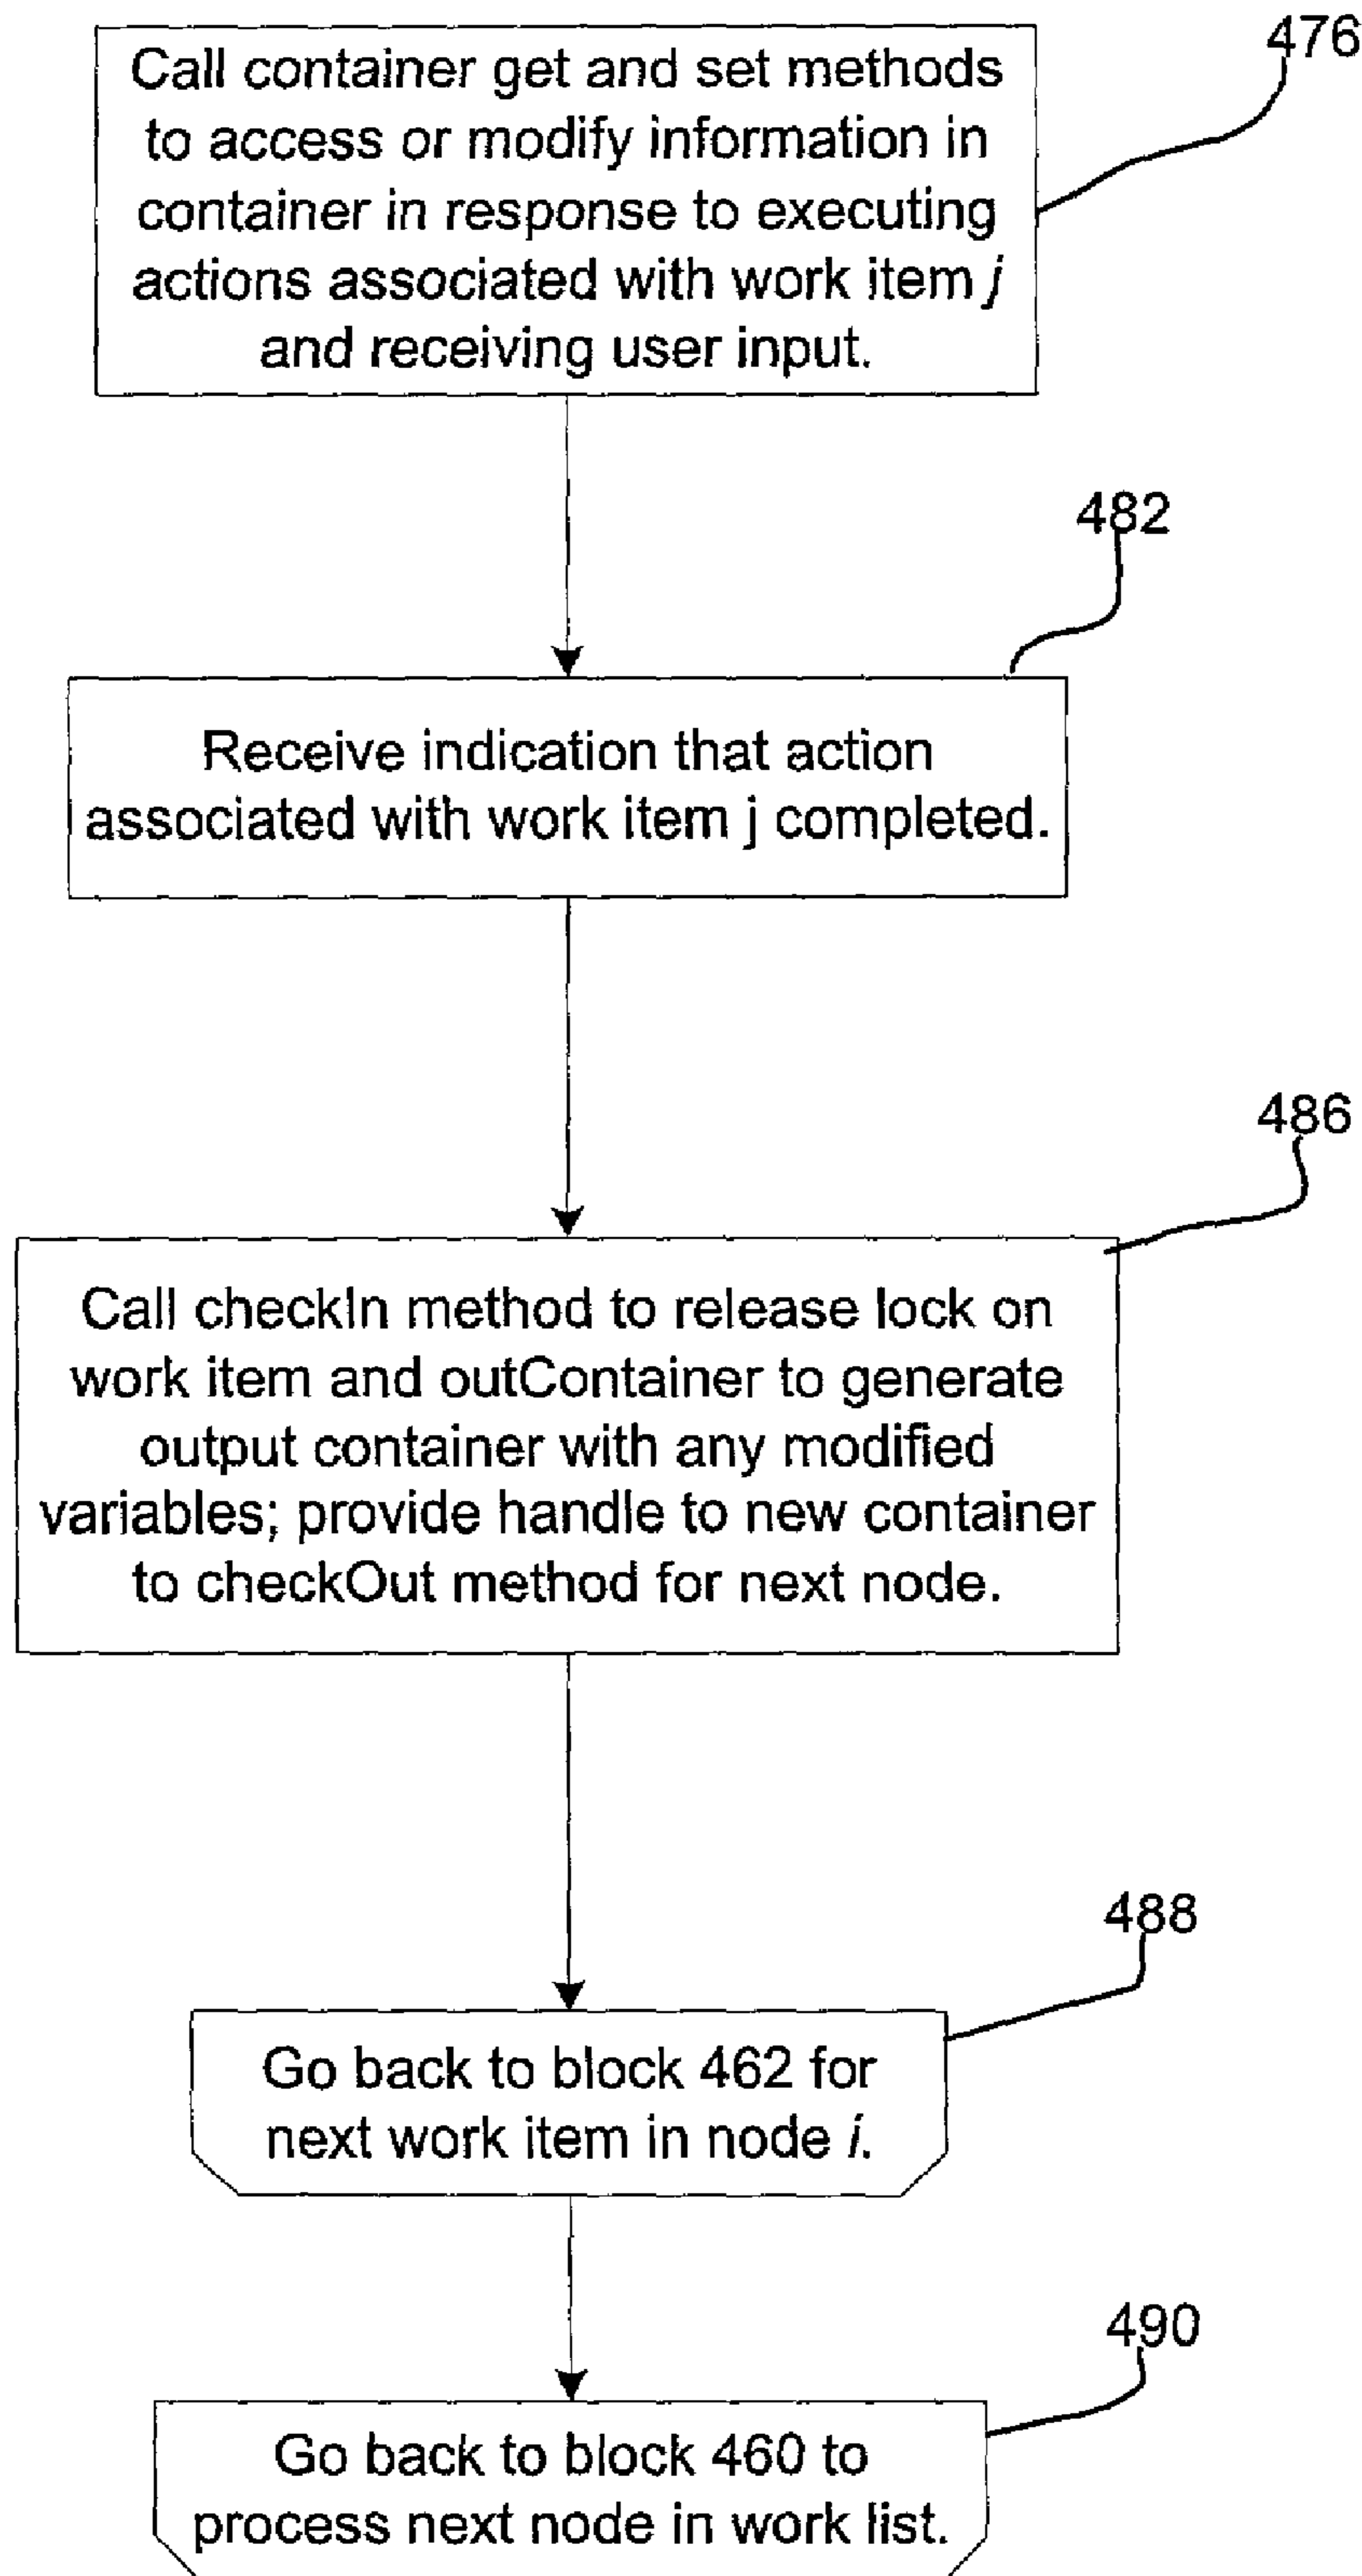 Call container get and set methods
to access or modify information in
container in response to executing
actions associated with work item j
and receiving user input.
476
482
Receive indication that action
associated with work item j completed.
486
Call checkIn method to release lock on
work item and outContainer to generate
output container with any modified
variables; provide handle to new container
to checkOut method for next node.
488
Go back to block 462 for
next work item in node i.
490
Go back to block 460 to
process next node in work list.